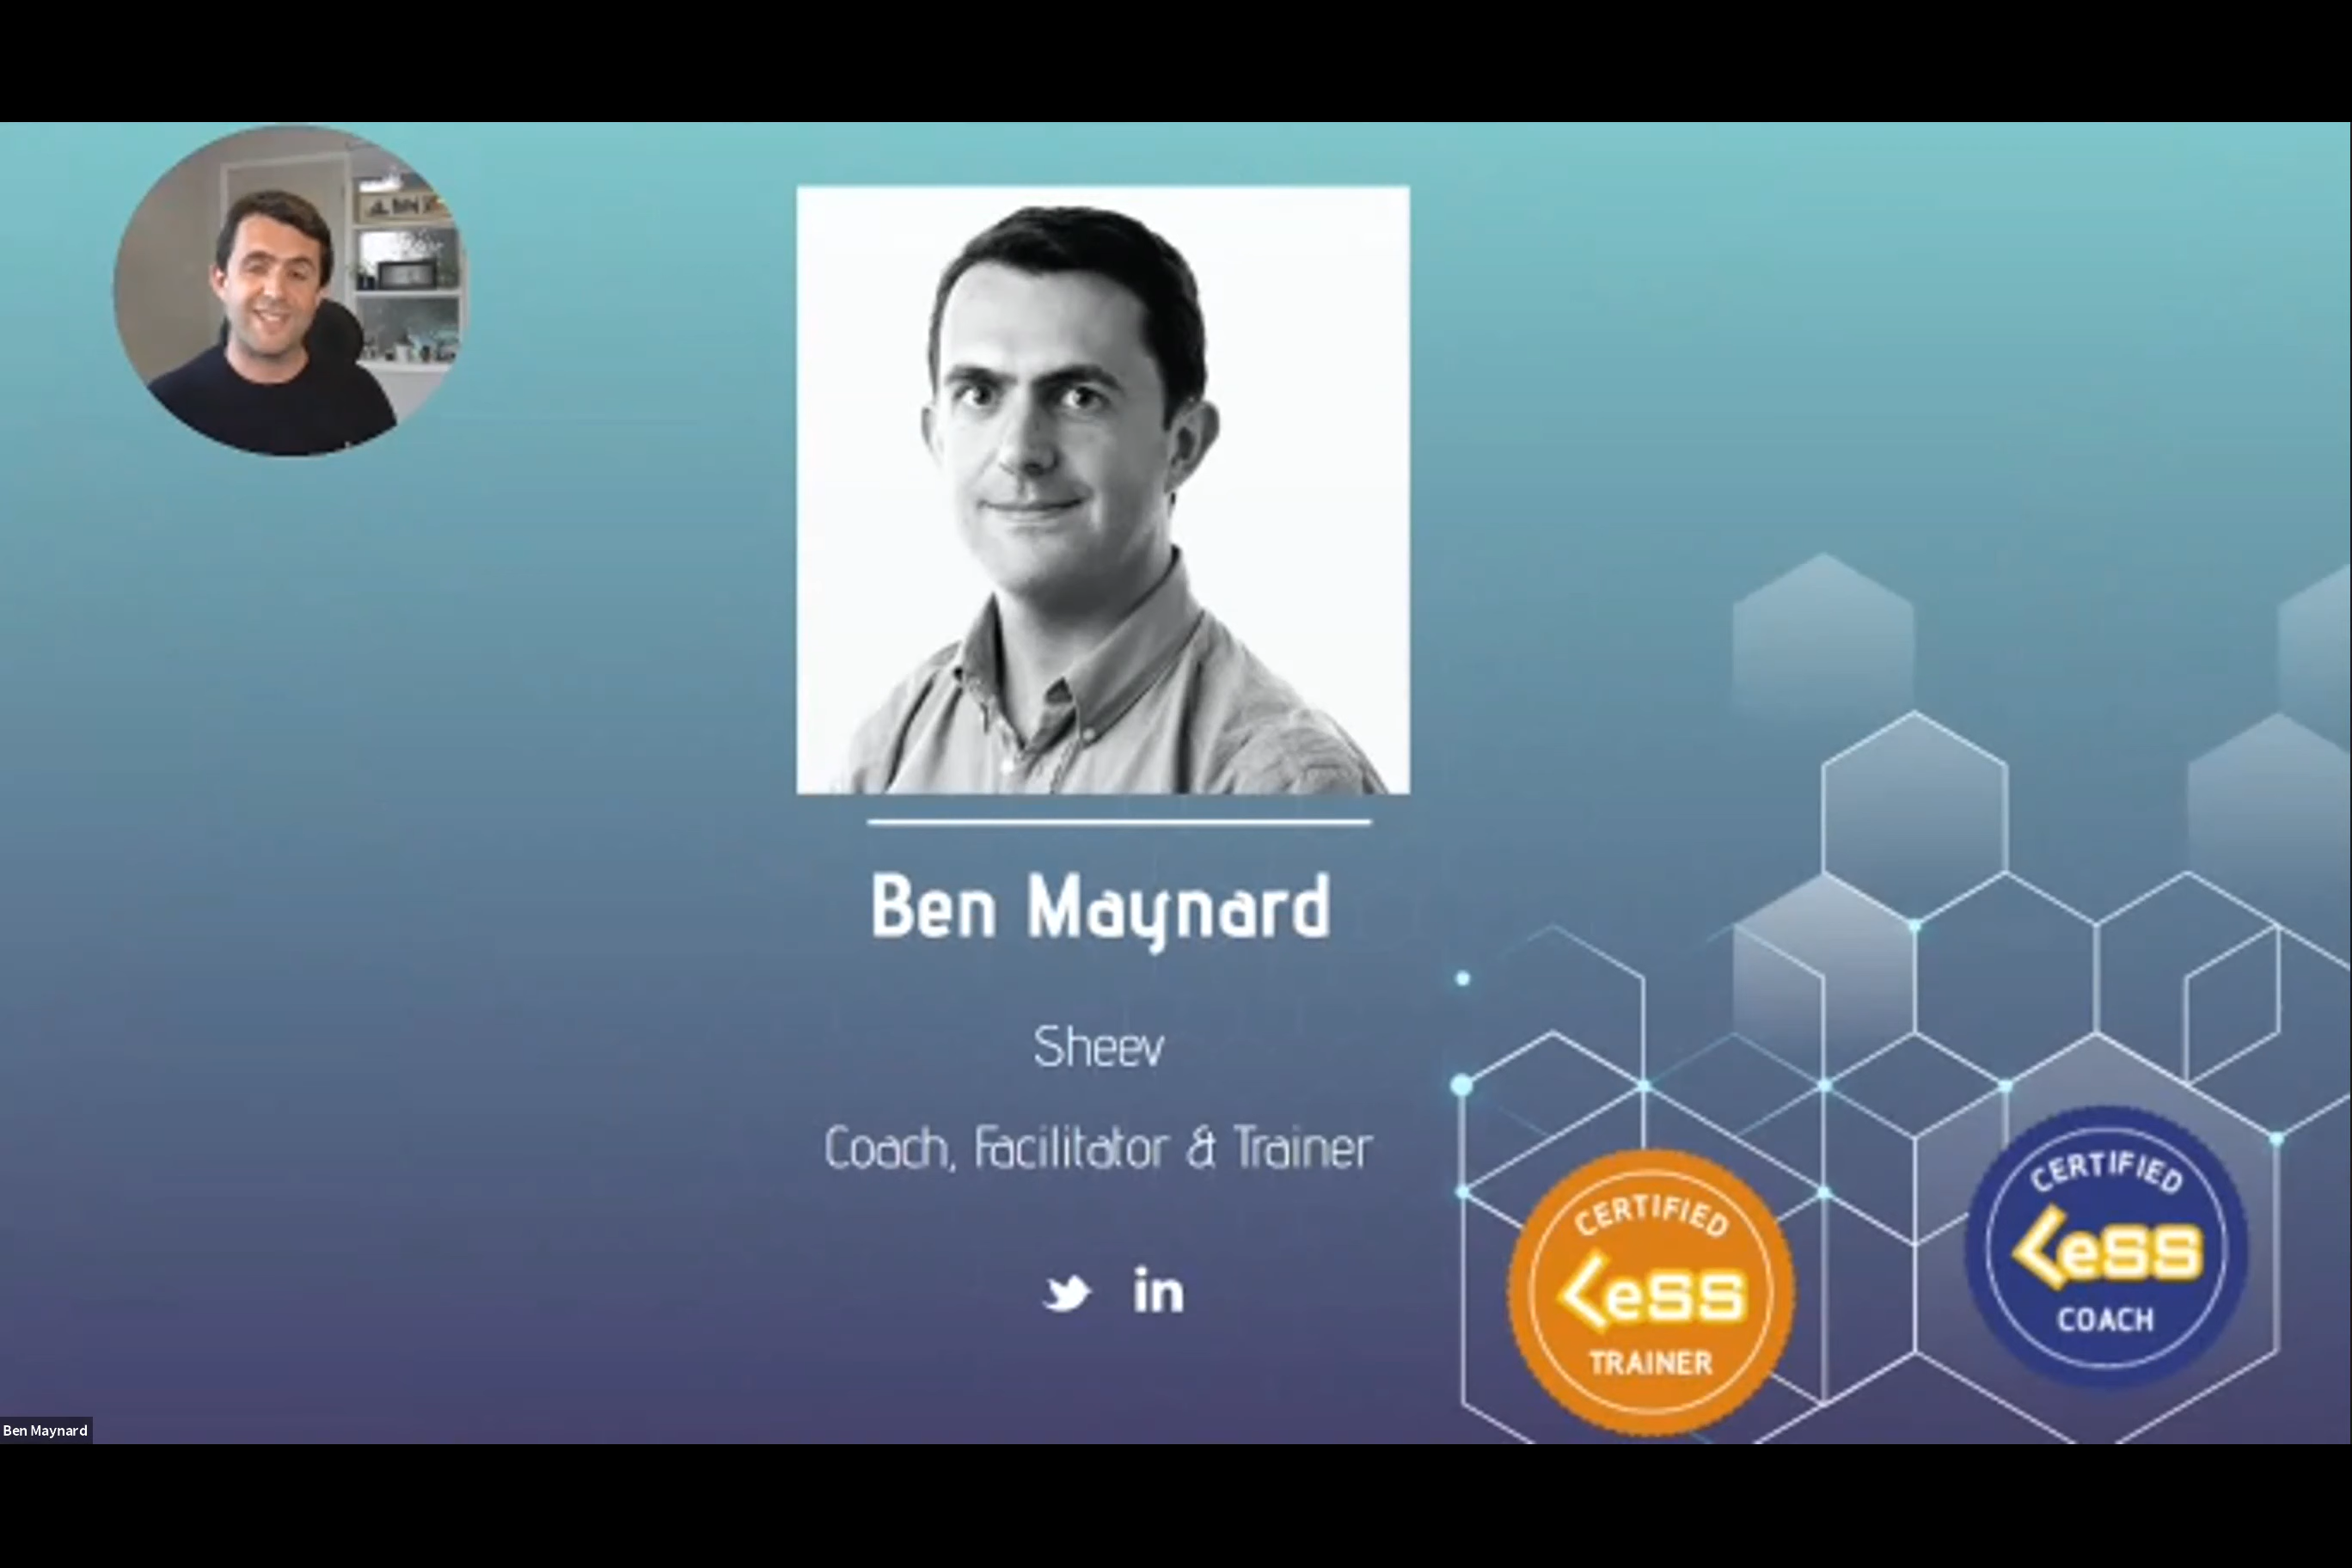 Ben Maynard
Sheev
Coach, Facilitator & Trainer
in
CERTIFIED
LeSS
TRAINER
CERTIFIED
LeSS
COACH
Ben Maynard